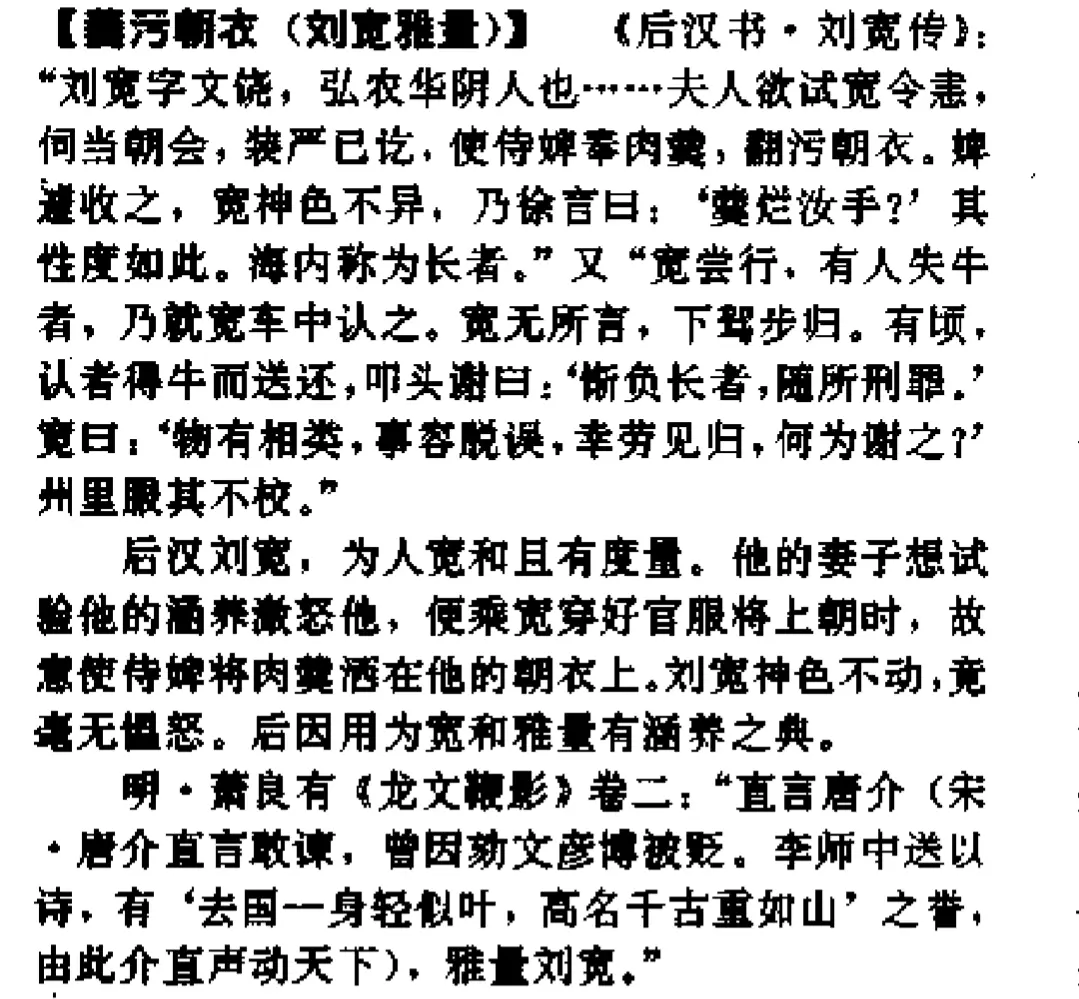 【羹污朝衣（刘宽雅量）】 《后汉书·刘宽传》：
“刘宽字文饶，弘农华阴人也……夫人欲试宽令恚，
伺当朝会，装严已讫，使侍婢奉肉羹，翻污朝衣。婢
遽收之，宽神色不异，乃徐言曰：‘羹烂汝手？’其
性度如此。海内称为长者。”又“宽尝行，有人失牛
者，乃就宽车中认之。宽无所言，下驾步归。有顷，
认者得牛而送还，叩头谢曰：‘惭负长者，随所刑罪。’
宽曰：‘物有相类，事容脱误，幸劳见归，何为谢之？’
州里服其不校。”
后汉刘宽，为人宽和且有度量。他的妻子想试
验他的涵养激怒他，便乘宽穿好官服将上朝时，故
意使侍婢将肉羹洒在他的朝衣上。刘宽神色不动，竟
毫无愠怒。后因用为宽和雅量有涵养之典。
明·萧良有《龙文鞭影》卷二：“直言唐介（宋
·唐介直言敢谏，曾因劾文彦博被贬。李师中送以
诗，有‘去国一身轻似叶，高名千古重如山’之誉，
由此介直声动天下），雅量刘宽。”